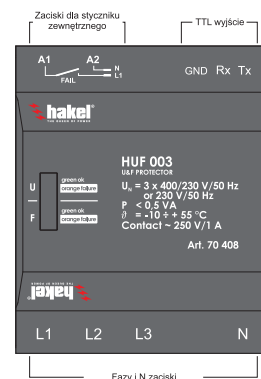 Zaciski dla stycznika
zewnętrznego
TTL wyjście
A1 A2
N
L1
FAIL
GND Rx Tx
hakel®
THE GUARD OF POWER
HUF 003
U&F PROTECTOR
U green ok
orange failure
F green ok
orange failure
UN = 3 x 400/230 V/50 Hz
or 230 V/50 Hz
P < 0,5 VA
ϑ = -10 ÷ + 55 °C
Contact ~ 250 V/1 A
Art. 70 408
hakel®
L1 L2 L3 N
Fazy i N zaciski